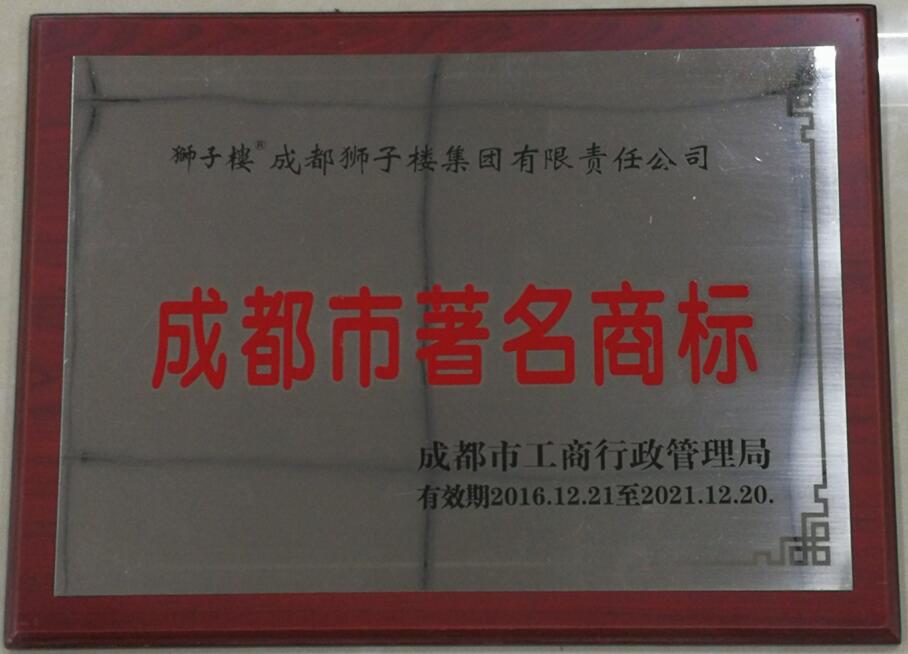 狮子樓® 成都狮子楼集团有限责任公司
成都市著名商标
成都市工商行政管理局
有效期2016.12.21至2021.12.20.